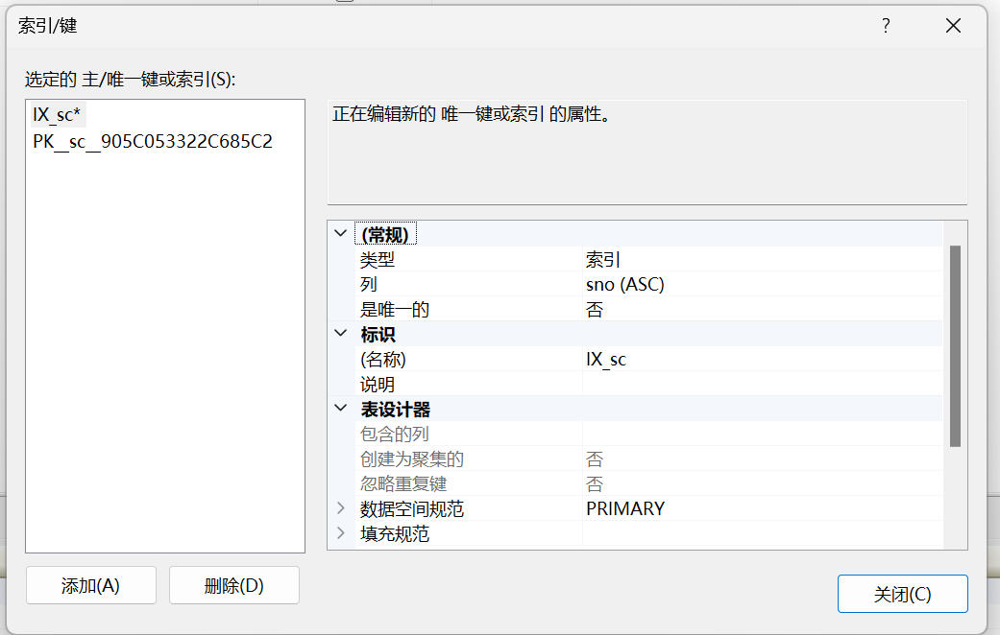 索引/键
?
选定的 主/唯一键或索引(S):
IX_sc*
PK__sc__905C053322C685C2
正在编辑新的 唯一键或索引 的属性。
(常规)
类型 索引
列 sno (ASC)
是唯一的 否
标识
(名称) IX_sc
说明
表设计器
包含的列
创建为聚集的 否
忽略重复键 否
数据空间规范 PRIMARY
填充规范
添加(A) 删除(D)
关闭(C)